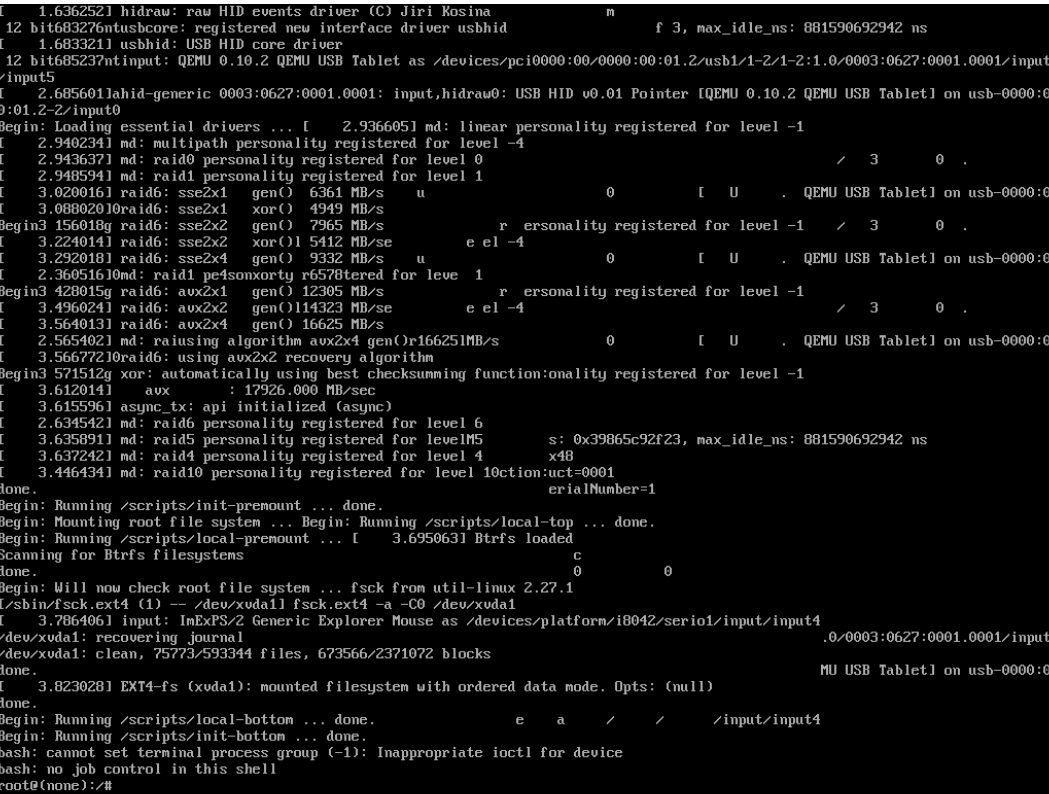 [    1.636252] hidraw: raw HID events driver (C) Jiri Kosina             m
 12 bit683276ntusbcore: registered new interface driver usbhid                 f 3, max_idle_ns: 881590692942 ns
[    1.683321] usbhid: USB HID core driver
 12 bit685237ntinput: QEMU 0.10.2 QEMU USB Tablet as /devices/pci0000:00/0000:00:01.2/usb1/1-2/1-2:1.0/0003:0627:0001.0001/input
/input5
[    2.685601]ahid-generic 0003:0627:0001.0001: input,hidraw0: USB HID v0.01 Pointer [QEMU 0.10.2 QEMU USB Tablet] on usb-0000:0
0:01.2-2/input0
Begin: Loading essential drivers ... [    2.936605] md: linear personality registered for level -1
[    2.940234] md: multipath personality registered for level -4
[    2.943637] md: raid0 personality registered for level 0                                       /   3       0  .
[    2.948594] md: raid1 personality registered for level 1
[    3.020016] raid6: sse2x1   gen()  6361 MB/s    u                    0          [   U     .  QEMU USB Tablet] on usb-0000:0
[    3.088020]0raid6: sse2x1   xor()  4949 MB/s
Begin3 156018g raid6: sse2x2   gen()  7965 MB/s              r  ersonality registered for level -1    /   3       0  .
[    3.224014] raid6: sse2x2   xor()l 5412 MB/se         e el -4
[    3.292018] raid6: sse2x4   gen()  9332 MB/s    u                    0          [   U     .  QEMU USB Tablet] on usb-0000:0
[    2.360516]0md: raid1 pe4sonxorty r6578tered for leve  1
Begin3 428015g raid6: avx2x1   gen() 12305 MB/s              r  ersonality registered for level -1
[    3.496024] raid6: avx2x2   gen()l14323 MB/se         e el -4                                  /   3       0  .
[    3.564013] raid6: avx2x4   gen() 16625 MB/s
[    2.565402] md: raiusing algorithm avx2x4 gen()r16625lMB/s             0          [   U     .  QEMU USB Tablet] on usb-0000:0
[    3.566772]0raid6: using avx2x2 recovery algorithm
Begin3 571512g xor: automatically using best checksumming function:onality registered for level -1
[    3.612014]    avx       : 17926.000 MB/sec
[    3.615596] async_tx: api initialized (async)
[    2.634542] md: raid6 personality registered for level 6
[    3.635891] md: raid5 personality registered for levelM5        s: 0x39865c92f23, max_idle_ns: 881590692942 ns
[    3.637242] md: raid4 personality registered for level 4        x48
[    3.446434] md: raid10 personality registered for level 10ction:uct=0001
done.                                                              erialNumber=1
Begin: Running /scripts/init-premount ... done.
Begin: Mounting root file system ... Begin: Running /scripts/local-top ... done.
Begin: Running /scripts/local-premount ... [    3.695063] Btrfs loaded
Scanning for Btrfs filesystems                                        c
done.                                                                 0          0
Begin: Will now check root file system ... fsck from util-linux 2.27.1
[/sbin/fsck.ext4 (1) -- /dev/xvda1] fsck.ext4 -a -C0 /dev/xvda1
[    3.786406] input: ImExPS/2 Generic Explorer Mouse as /devices/platform/i8042/serio1/input/input4
/dev/xvda1: recovering journal                                                                      .0/0003:0627:0001.0001/input
/dev/xvda1: clean, 75773/593344 files, 673566/2371072 blocks
done.                                                                                               MU USB Tablet] on usb-0000:0
[    3.823028] EXT4-fs (xvda1): mounted filesystem with ordered data mode. Opts: (null)
done.
Begin: Running /scripts/local-bottom ... done.                 e    a     /     /      /input/input4
Begin: Running /scripts/init-bottom ... done.
bash: cannot set terminal process group (-1): Inappropriate ioctl for device
bash: no job control in this shell
root@(none):/#